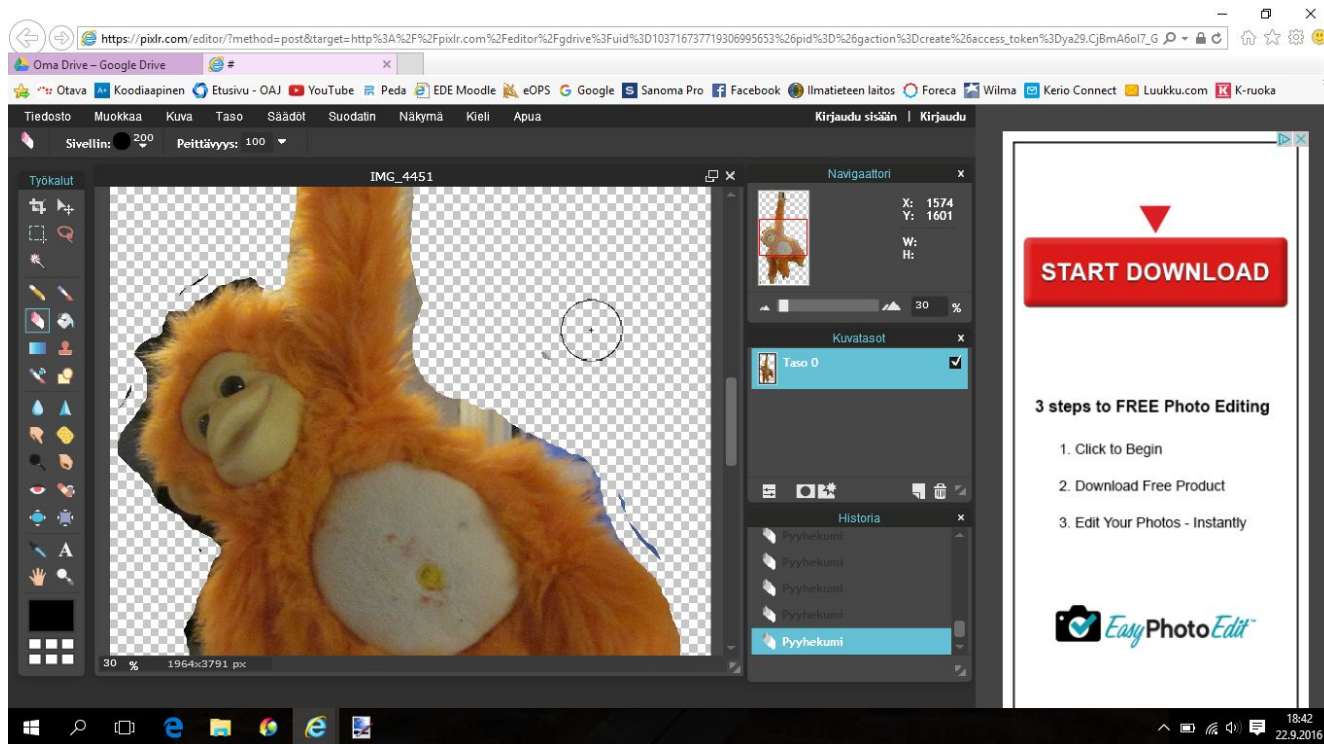 https://pixlr.com/editor/?method=post&target=http%3A%2F%2Fpixlr.com%2Feditor%2Fgdrive%3Fuid%3D103716737719306995653%26pid%3D%26gaction%3Dcreate%26access_token%3Dya29.CjBmA6oI7_G
Oma Drive – Google Drive #
Otava Koodiaapinen Etusivu - OAJ YouTube Peda EDE Moodle eOPS Google Sanoma Pro Facebook Ilmatieteen laitos Foreca Wilma Kerio Connect Luukku.com K-ruoka
Tiedosto Muokkaa Kuva Taso Säädöt Suodatin Näkymä Kieli Apua Kirjaudu sisään | Kirjaudu
Sivellin: 200 Peittävyys: 100
Työkalut
IMG_4451
30 % 1964x3791 px
Navigaattori x
X: 1574
Y: 1601
W:
H:
30 %
Kuvatasot x
Taso 0
Historia x
Pyyhekumi
Pyyhekumi
Pyyhekumi
Pyyhekumi
Pyyhekumi
A
START DOWNLOAD
3 steps to FREE Photo Editing
1. Click to Begin
2. Download Free Product
3. Edit Your Photos - Instantly
EasyPhotoEdit
18:42
22.9.2016